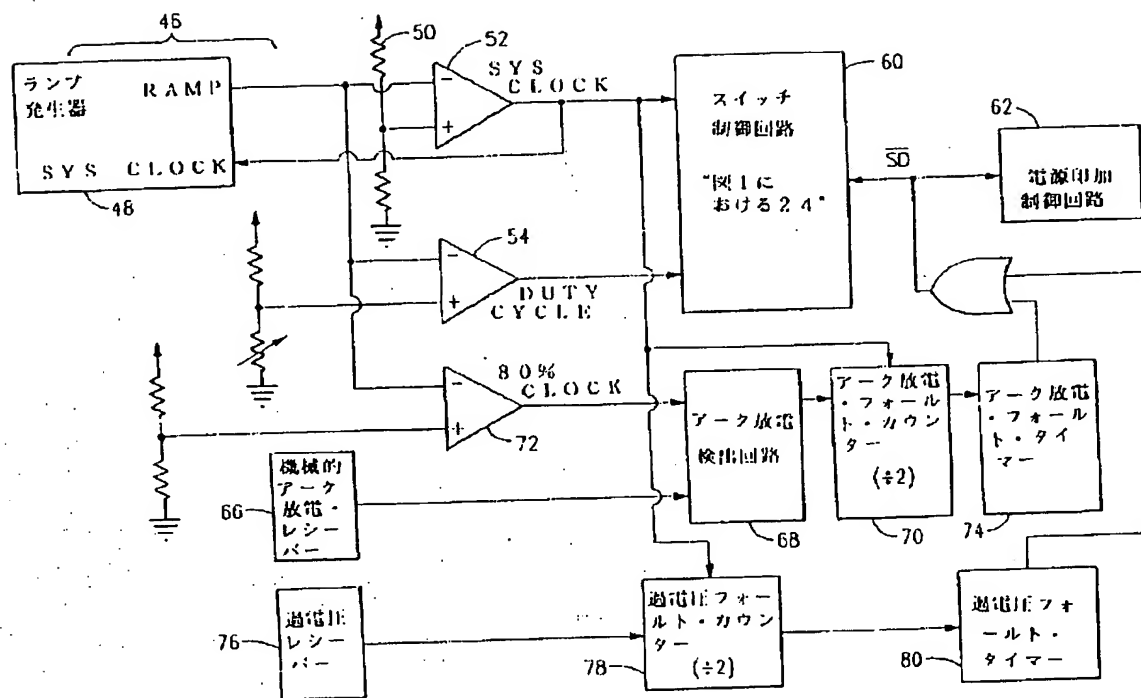 46
ランプ
発生器
RAMP
SYS CLOCK
48
50
52
SYS
CLOCK
54
DUTY
CYCLE
80%
CLOCK
72
スイッチ
制御回路
"図1に
おける24"
60
SD
62
電源印加
制御回路
機械的
アーク
放電・
レシー
バー
66
アーク放電
検出回路
68
アーク放電
・フォール
ト・カウン
ター
(÷2)
70
アーク放電
・フォール
ト・タイ
マー
74
過電圧
レシー
バー
76
過電圧フォー
ルト・カウン
ター
(÷2)
78
過電圧フォ
ールト・
タイマー
80